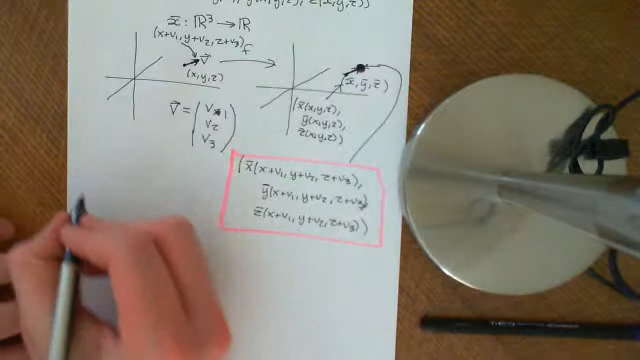 x̄ : ℝ³ → ℝ
(x+v₁, y+v₂, z+v₃)
f
v⃗
(x,y,z)
(x̄, ȳ, z̄)
v⃗ = (v₁
v₂
v₃)
(x̄(x,y,z),
ȳ(x,y,z),
z̄(x,y,z))
(x̄(x+v₁, y+v₂, z+v₃),
ȳ(x+v₁, y+v₂, z+v₃),
z̄(x+v₁, y+v₂, z+v₃))